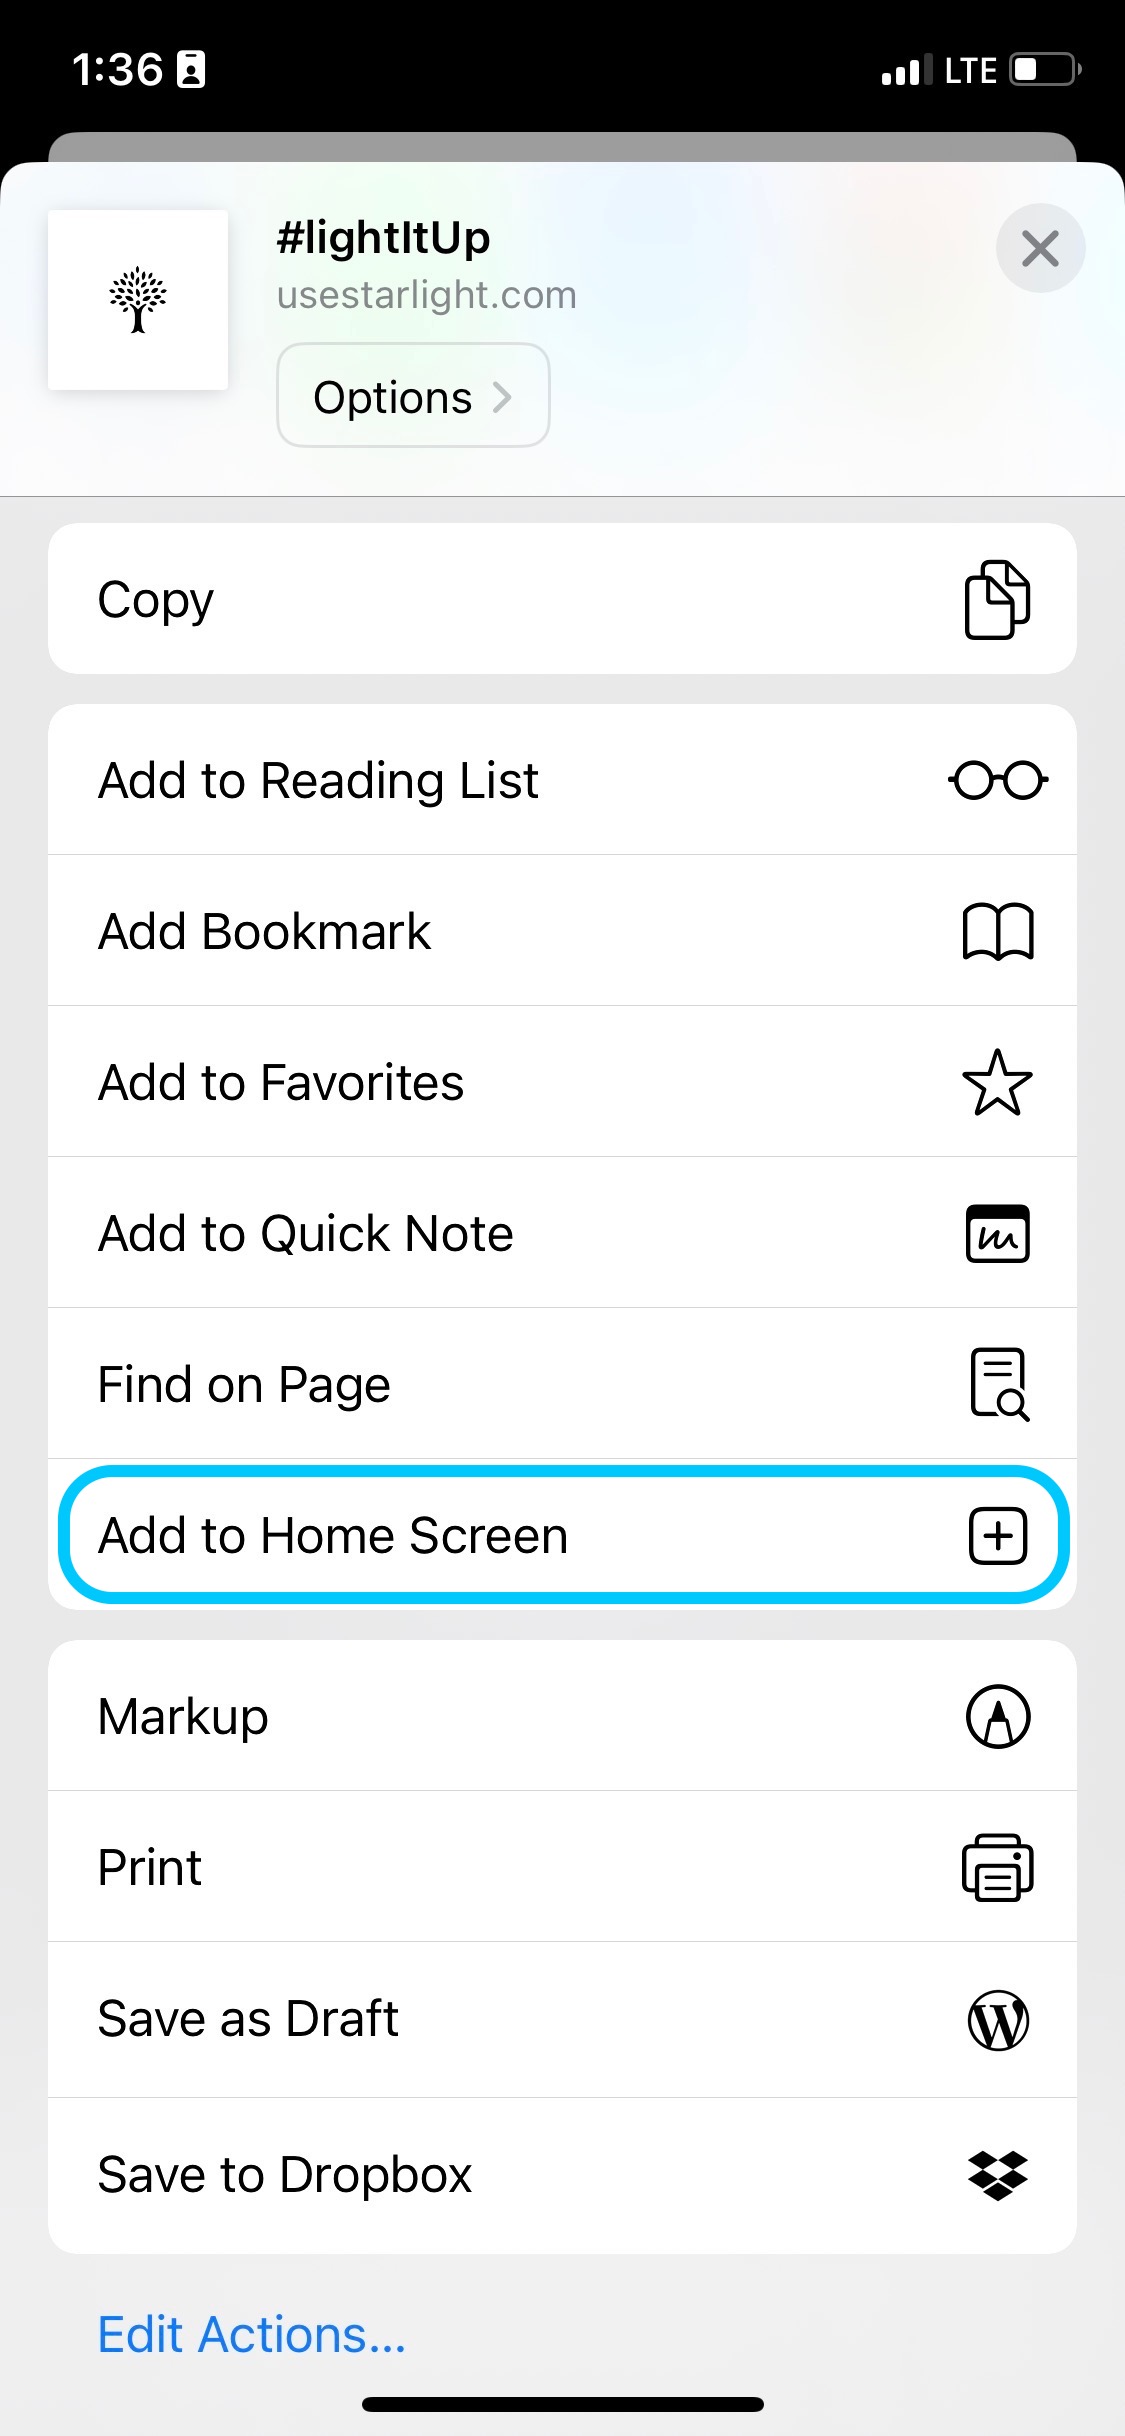 1:36
LTE
#lightItUp
usestarlight.com
Options
Copy
Add to Reading List
Add Bookmark
Add to Favorites
Add to Quick Note
Find on Page
Add to Home Screen
Markup
Print
Save as Draft
Save to Dropbox
Edit Actions...